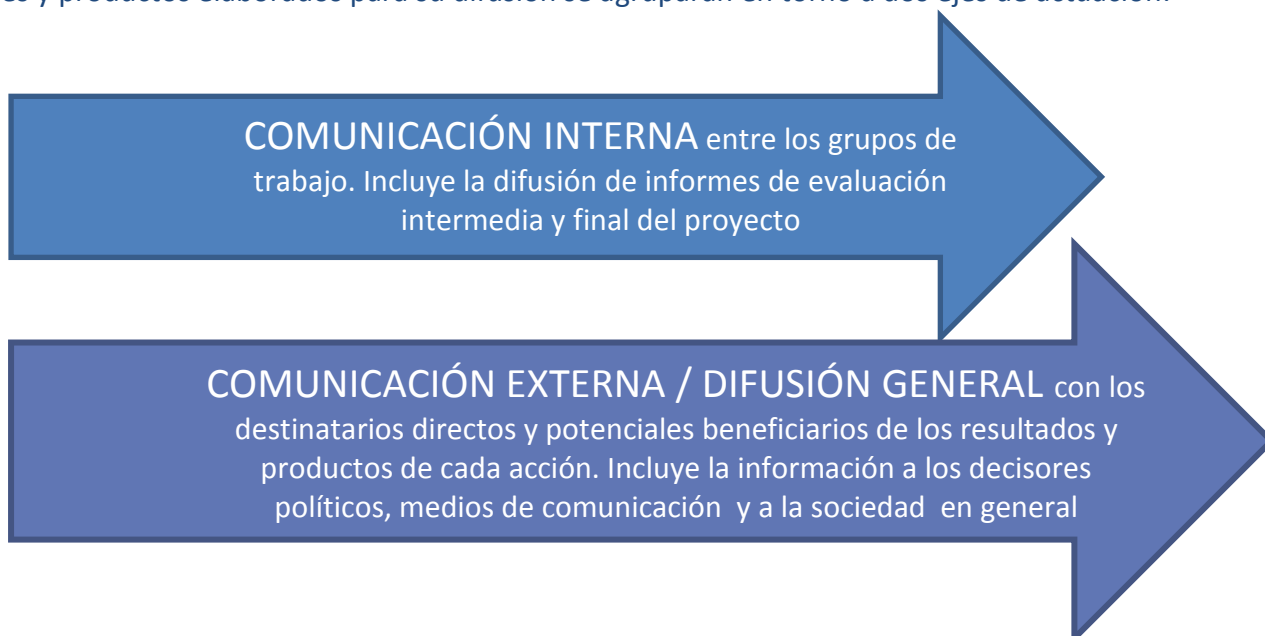 es y productos elaborados para su difusión se agruparán en torno a dos ejes de actuación:
COMUNICACIÓN INTERNA entre los grupos de
trabajo. Incluye la difusión de informes de evaluación
intermedia y final del proyecto
COMUNICACIÓN EXTERNA / DIFUSIÓN GENERAL con los
destinatarios directos y potenciales beneficiarios de los resultados y
productos de cada acción. Incluye la información a los decisores
políticos, medios de comunicación y a la sociedad en general